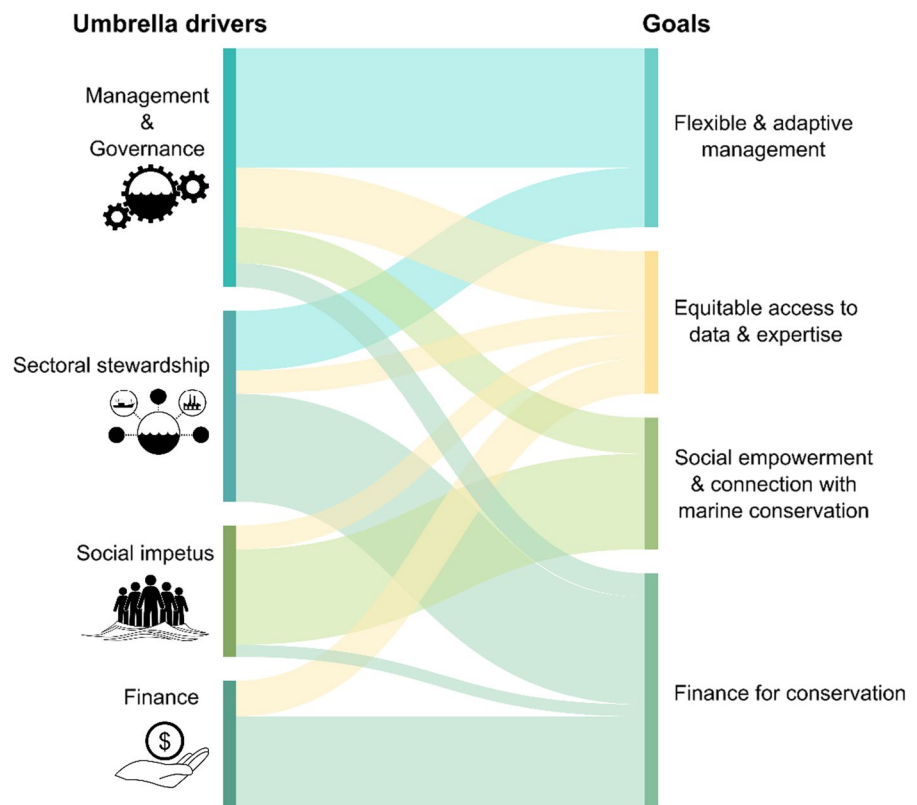 Umbrella drivers
Goals
Management
&
Governance
Flexible & adaptive
management
Equitable access to
data & expertise
Sectoral stewardship
Social empowerment
& connection with
marine conservation
Social impetus
Finance
$
Finance for conservation